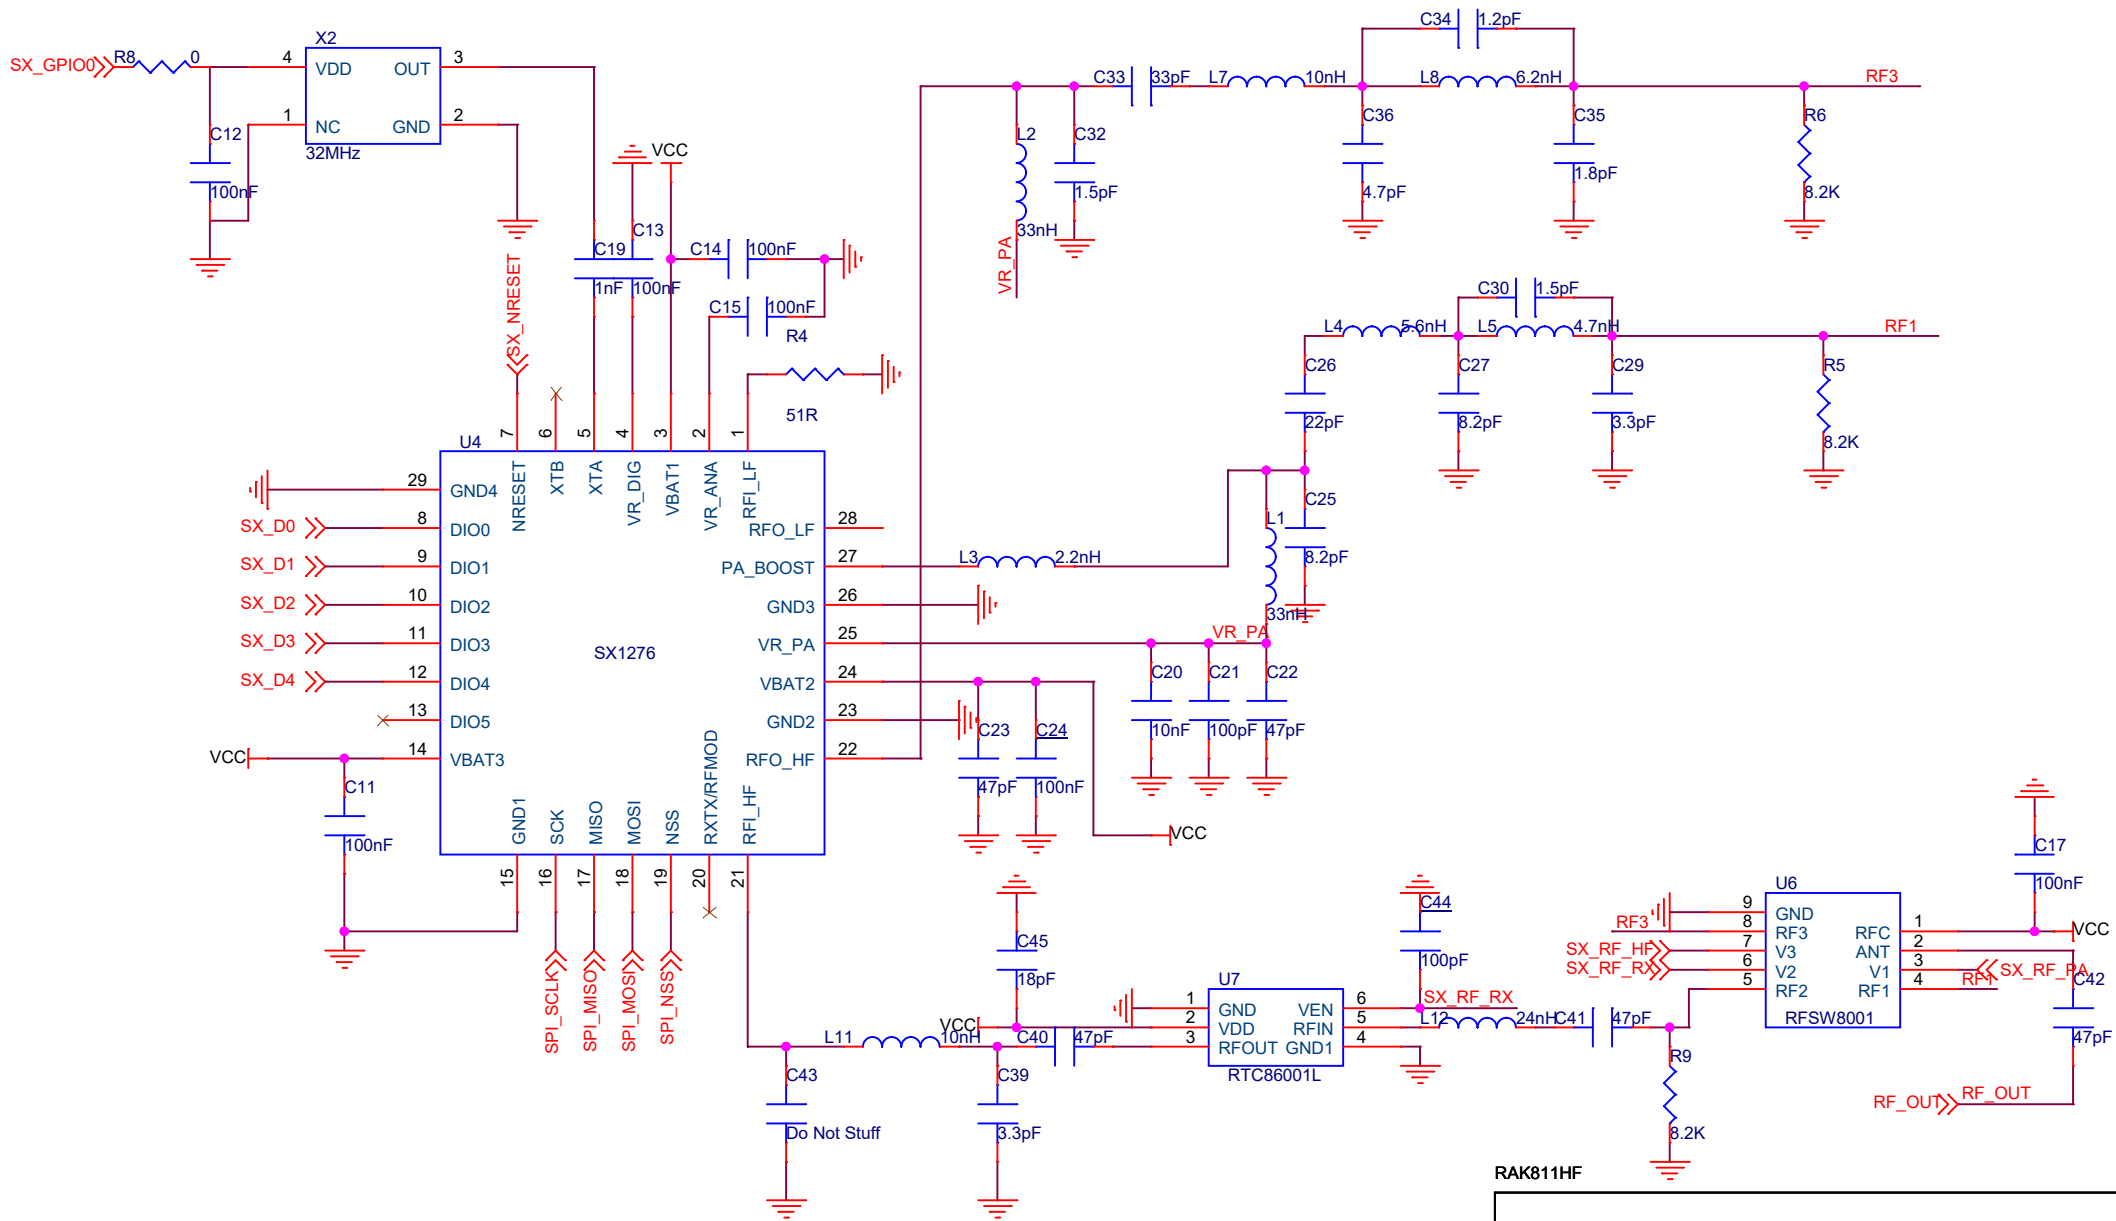 X2
SX_GPIO0
R8
0
4
VDD
OUT
3
1
NC
GND
2
32MHz
C12
100nF
C34
1.2pF
C33
33pF
L7
10nH
L8
6.2nH
RF3
L2
33nH
C32
1.5pF
C36
4.7pF
C35
1.8pF
R6
8.2K
VR_PA
VCC
C13
C19
1nF
100nF
C14
100nF
C15
100nF
R4
51R
SX_NRESET
C30
1.5pF
L4
5.6nH
L5
4.7nH
RF1
C26
22pF
C27
8.2pF
C29
3.3pF
R5
8.2K
C25
8.2pF
L1
33nH
L3
2.2nH
U4
SX1276
7
6
5
4
3
2
1
NRESET
XTB
XTA
VR_DIG
VBAT1
VR_ANA
RFI_LF
29
GND4
SX_D0
8
DIO0
SX_D1
9
DIO1
SX_D2
10
DIO2
SX_D3
11
DIO3
SX_D4
12
DIO4
13
DIO5
VCC
14
VBAT3
C11
100nF
RFO_LF
28
PA_BOOST
27
GND3
26
VR_PA
25
VBAT2
24
GND2
23
RFO_HF
22
GND1
SCK
MISO
MOSI
NSS
RXTX/RFMOD
RFI_HF
15
16
17
18
19
20
21
SPI_SCLK
SPI_MISO
SPI_MOSI
SPI_NSS
VR_PA
C20
10nF
C21
100pF
C22
47pF
C23
47pF
C24
100nF
VCC
C45
18pF
VCC
L11
10nH
C40
47pF
C43
Do Not Stuff
C39
3.3pF
U7
1
GND
VEN
6
2
VDD
RFIN
5
3
RFOUT
GND1
4
RTC86001L
C44
100pF
SX_RF_RX
L12
24nH
C41
47pF
R9
8.2K
U6
9
GND
8
RF3
7
V3
6
V2
5
RF2
RFC
1
ANT
2
V1
3
RF1
4
RFSW8001
RF3
SX_RF_HF
SX_RF_RX
C17
100nF
VCC
SX_RF_PA
RF1
C42
47pF
RF_OUT
RF_OUT
RAK811HF